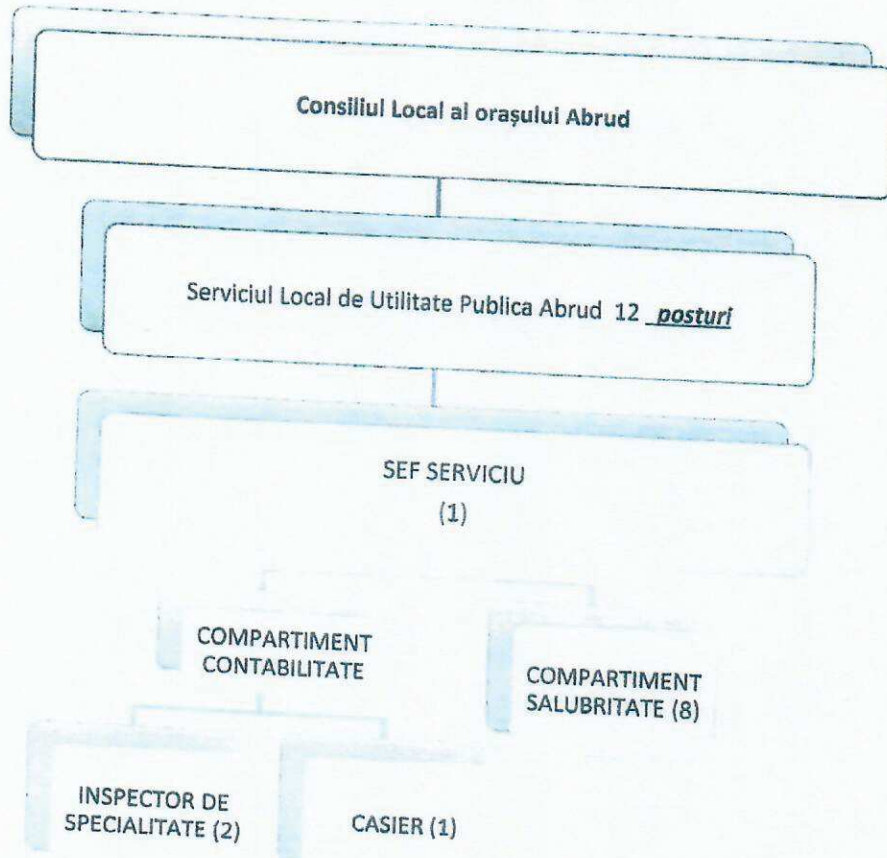 Consiliul Local al orașului Abrud
Serviciul Local de Utilitate Publica Abrud 12 posturi
SEF SERVICIU
(1)
COMPARTIMENT
CONTABILITATE
COMPARTIMENT
SALUBRITATE (8)
INSPECTOR DE
SPECIALITATE (2)
CASIER (1)